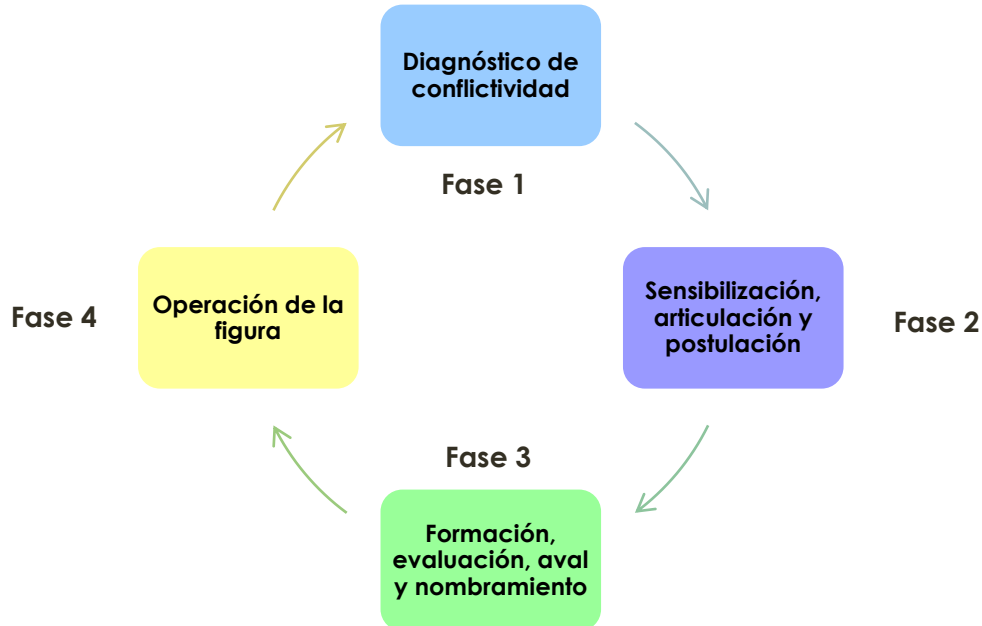 Diagnóstico de
conflictividad
Fase 1
Sensibilización,
articulación y
postulación
Fase 2
Fase 3
Formación,
evaluación, aval
y nombramiento
Operación de la
figura
Fase 4